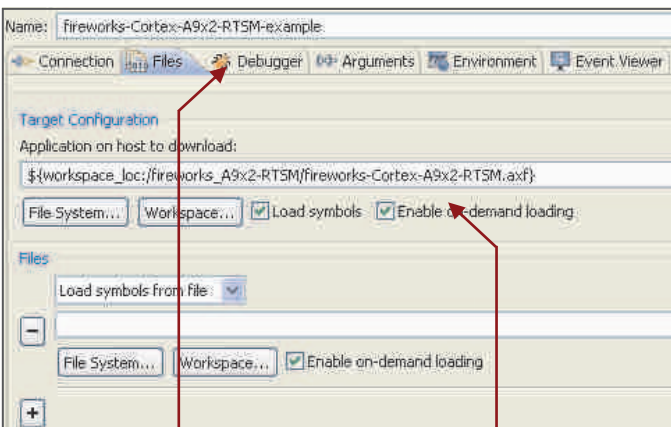 Name: fireworks-Cortex-A9x2-RTSM-example
Connection Files Debugger Arguments Environment Event Viewer
Target Configuration
Application on host to download:
${workspace_loc:/fireworks_A9x2-RTSM/fireworks-Cortex-A9x2-RTSM.axf}
File System... Workspace... Load symbols Enable on-demand loading
Files
Load symbols from file
File System... Workspace... Enable on-demand loading